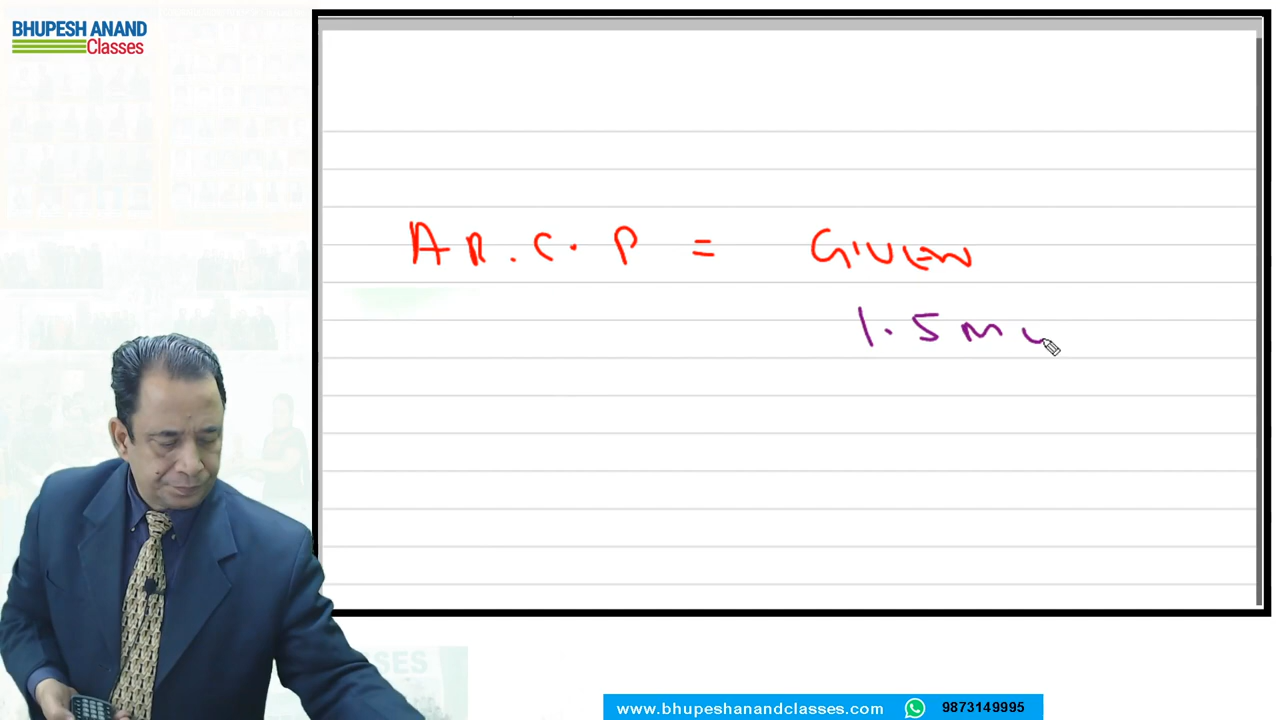 BHUPESH ANAND
Classes
A R.C.P = GIVEN
1.5 m
www.bhupeshanandclasses.com 9873149995